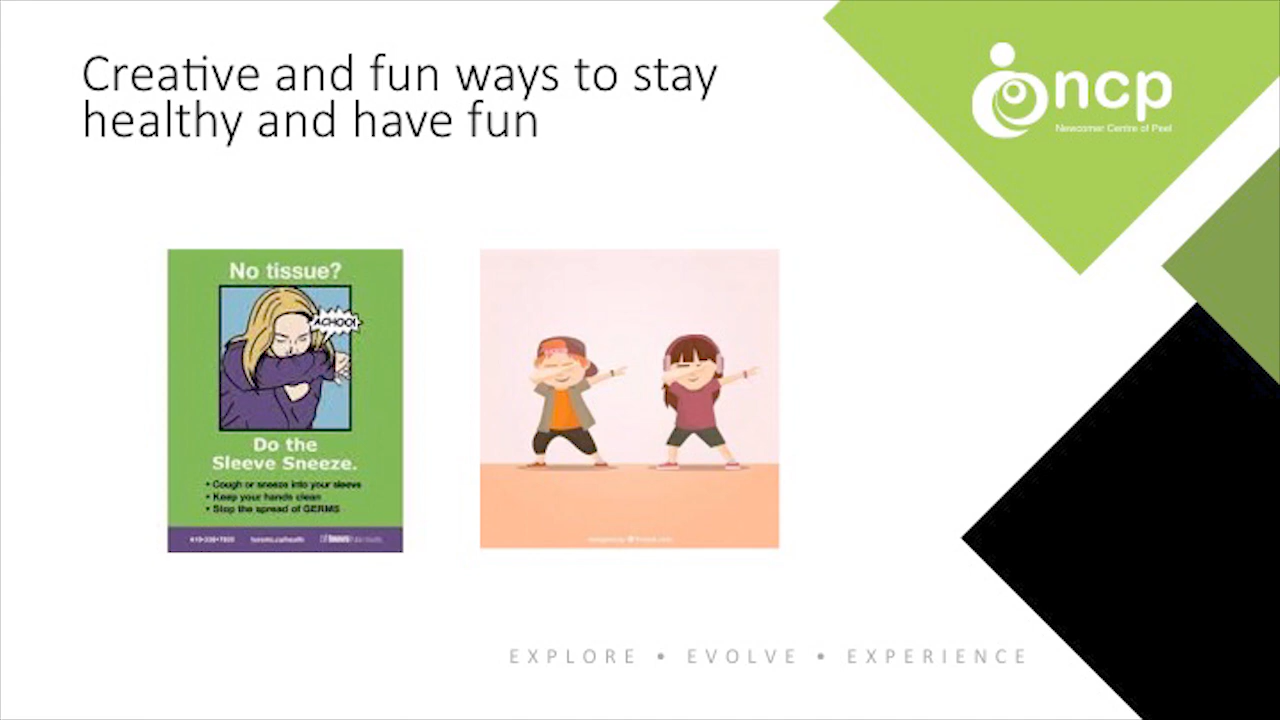 Creative and fun ways to stay
healthy and have fun
ncp
Newcomer Centre of Peel
No tissue?
ACHOO!
Do the
Sleeve Sneeze.
• Cough or sneeze into your sleeve
• Keep your hands clean
• Stop the spread of GERMS
EXPLORE • EVOLVE • EXPERIENCE